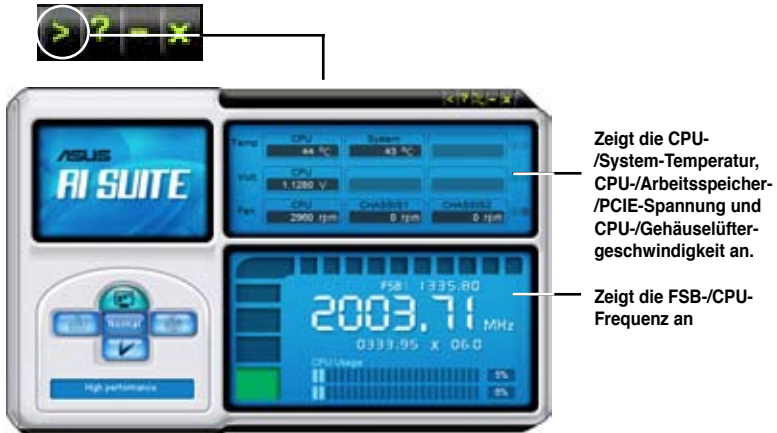 > ? - x
< ? - x
ASUS
AI SUITE
Temp CPU System
44 °C 43 °C
Volt CPU
1.1280 V
Fan CPU CHASSIS1 CHASSIS2
2960 rpm 0 rpm 0 rpm
Normal
High performance
FSB: 1335.80
2003.71 MHz
0333.95 x 06.0
CPU Usage
5%
6%
Zeigt die CPU-
/System-Temperatur,
CPU-/Arbeitsspeicher-
/PCIE-Spannung und
CPU-/Gehäuselüfter-
geschwindigkeit an.
Zeigt die FSB-/CPU-
Frequenz an